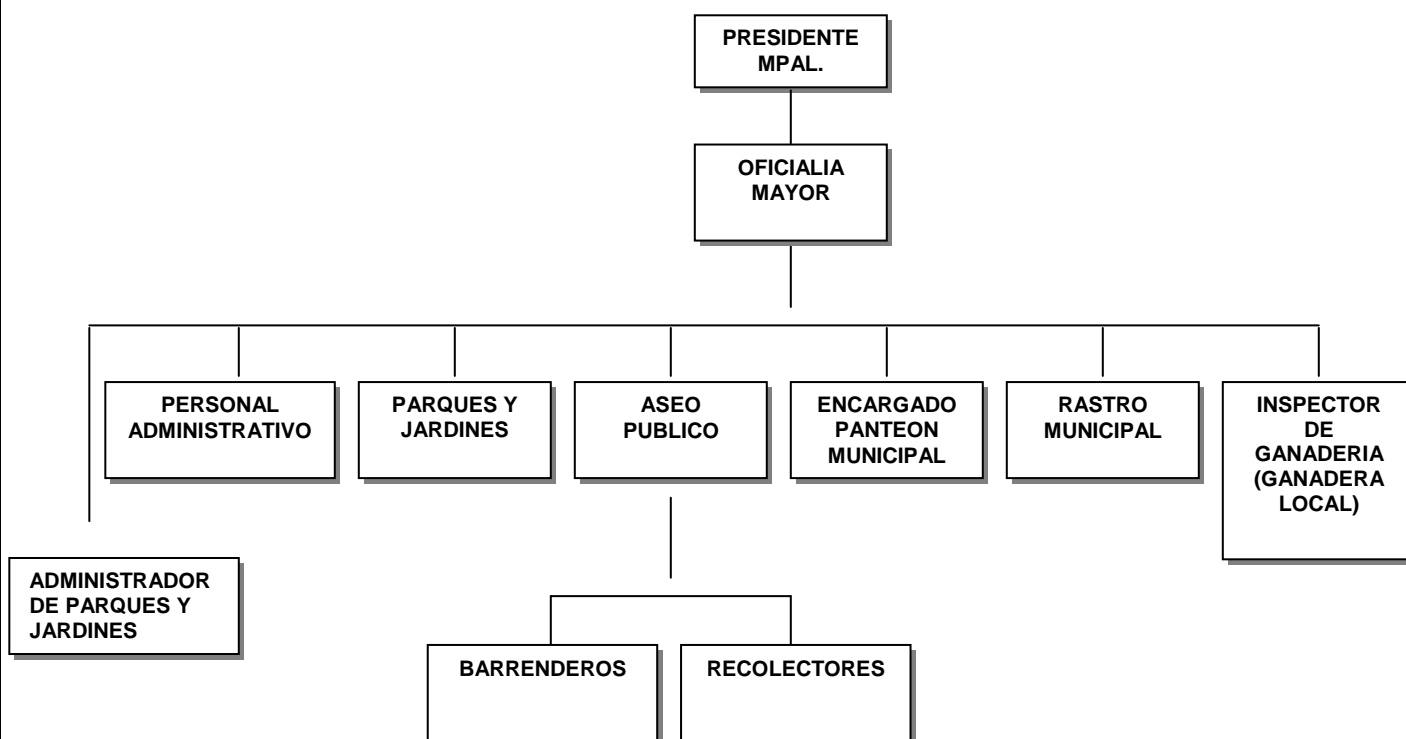 PRESIDENTE
MPAL.
OFICIALIA
MAYOR
PERSONAL
ADMINISTRATIVO
PARQUES Y
JARDINES
ASEO
PUBLICO
ENCARGADO
PANTEON
MUNICIPAL
RASTRO
MUNICIPAL
INSPECTOR
DE
GANADERIA
(GANADERA
LOCAL)
ADMINISTRADOR
DE PARQUES Y
JARDINES
BARRENDEROS
RECOLECTORES